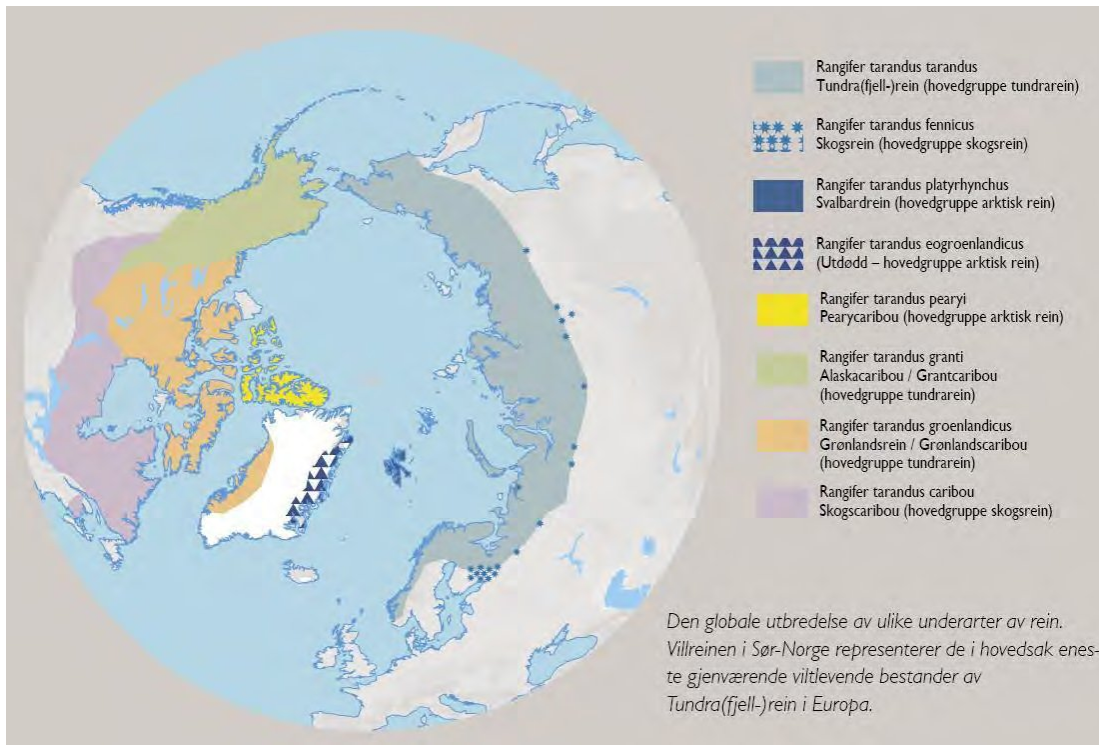 Rangifer tarandus tarandus
Tundra(fjell-)rein (hovedgruppe tundrarein)
Rangifer tarandus fennicus
Skogsrein (hovedgruppe skogsrein)
Rangifer tarandus platyrhynchus
Svalbardrein (hovedgruppe arktisk rein)
Rangifer tarandus eogroenlandicus
(Utdødd – hovedgruppe arktisk rein)
Rangifer tarandus pearyi
Pearycaribou (hovedgruppe arktisk rein)
Rangifer tarandus granti
Alaskacaribou / Grantcaribou
(hovedgruppe tundrarein)
Rangifer tarandus groenlandicus
Grønlandsrein / Grønlandscaribou
(hovedgruppe tundrarein)
Rangifer tarandus caribou
Skogscaribou (hovedgruppe skogsrein)
Den globale utbredelse av ulike underarter av rein.
Villreinen i Sør-Norge representerer de i hovedsak enes-
te gjenværende viltlevende bestander av
Tundra(fjell-)rein i Europa.